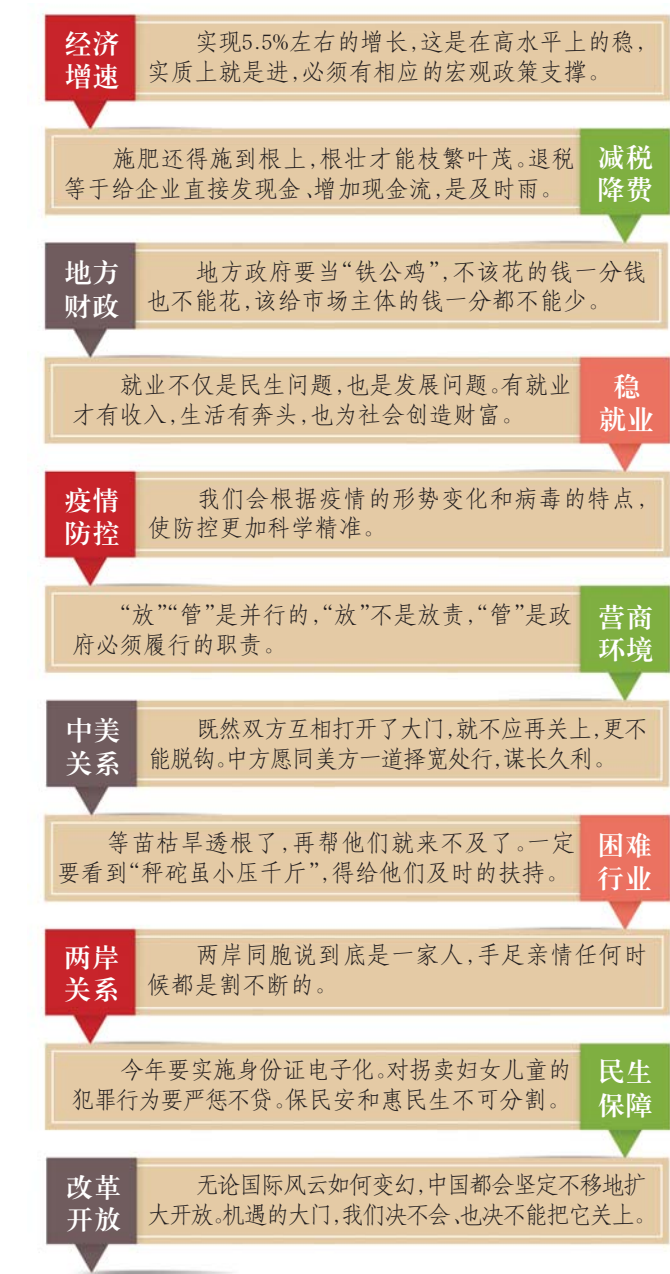 经济
增速
实现5.5%左右的增长,这是在高水平上的稳,
实质上就是进,必须有相应的宏观政策支撑。
施肥还得施到根上,根壮才能枝繁叶茂。退税
等于给企业直接发现金、增加现金流,是及时雨。
减税
降费
地方
财政
地方政府要当“铁公鸡”,不该花的钱一分钱
也不能花,该给市场主体的钱一分都不能少。
就业不仅是民生问题,也是发展问题。有就业
才有收入,生活有奔头,也为社会创造财富。
稳
就业
疫情
防控
我们会根据疫情的形势变化和病毒的特点,
使防控更加科学精准。
“放”“管”是并行的,“放”不是放责,“管”是政
府必须履行的职责。
营商
环境
中美
关系
既然双方互相打开了大门,就不应再关上,更不
能脱钩。中方愿同美方一道择宽处行,谋长久利。
等苗枯旱透根了,再帮他们就来不及了。一定
要看到“秤砣虽小压千斤”,得给他们及时的扶持。
困难
行业
两岸
关系
两岸同胞说到底是一家人,手足亲情任何时
候都是割不断的。
今年要实施身份证电子化。对拐卖妇女儿童的
犯罪行为要严惩不贷。保民安和惠民生不可分割。
民生
保障
改革
开放
无论国际风云如何变幻,中国都会坚定不移地扩
大开放。机遇的大门,我们决不会、也决不能把它关上。